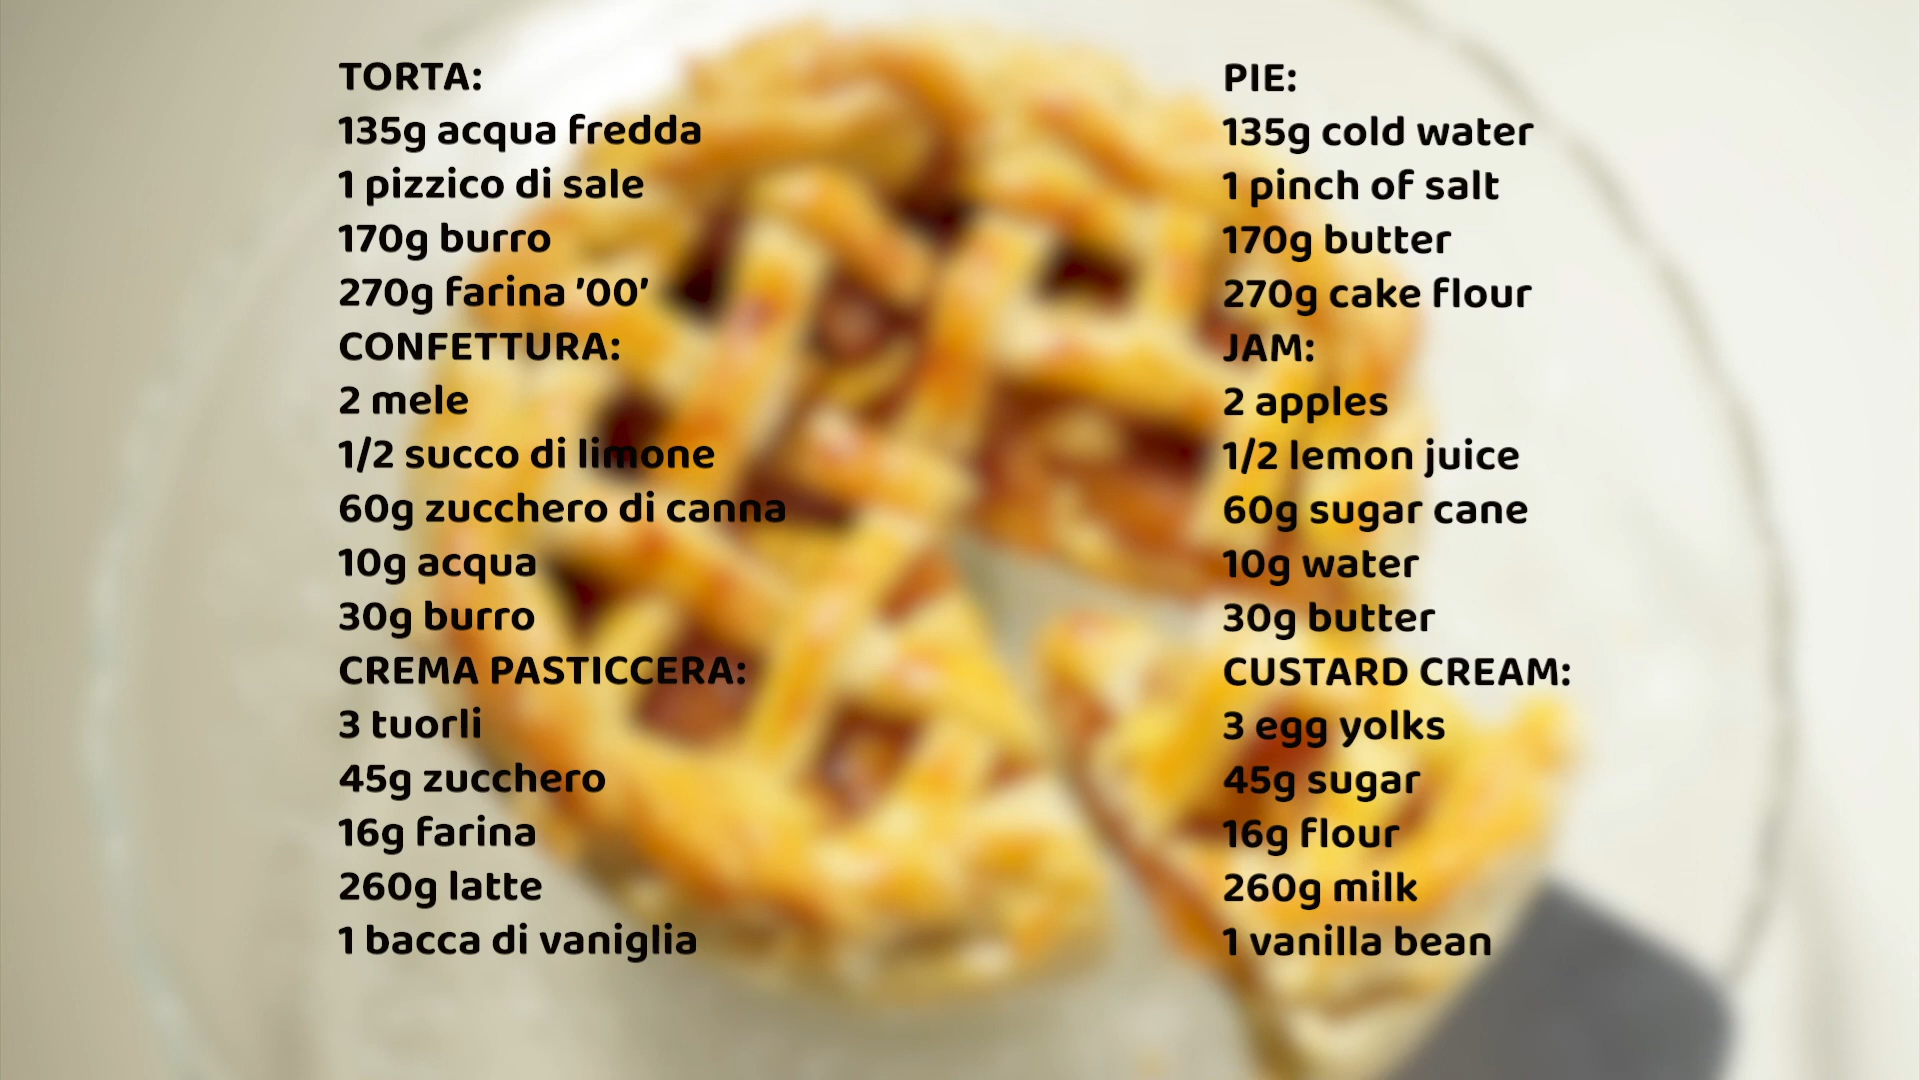 TORTA:
135g acqua fredda
1 pizzico di sale
170g burro
270g farina '00'
CONFETTURA:
2 mele
1/2 succo di limone
60g zucchero di canna
10g acqua
30g burro
CREMA PASTICCERA:
3 tuorli
45g zucchero
16g farina
260g latte
1 bacca di vaniglia
PIE:
135g cold water
1 pinch of salt
170g butter
270g cake flour
JAM:
2 apples
1/2 lemon juice
60g sugar cane
10g water
30g butter
CUSTARD CREAM:
3 egg yolks
45g sugar
16g flour
260g milk
1 vanilla bean